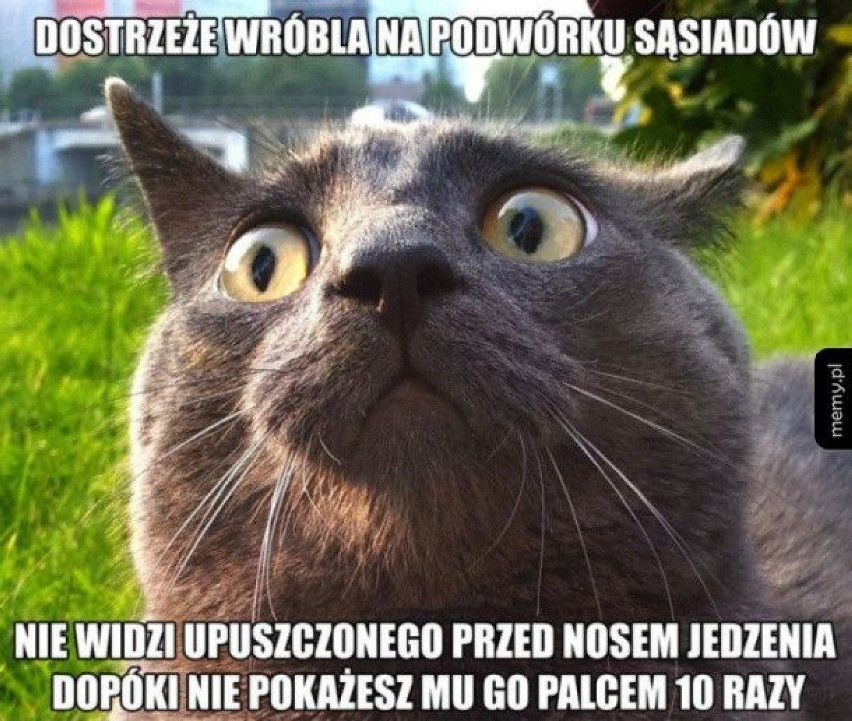 DOSTRZEŻE WRÓBLA NA PODWÓRKU SĄSIADÓW
memy.pl
NIE WIDZI UPUSZCZONEGO PRZED NOSEM JEDZENIA
DOPÓKI NIE POKAŻESZ MU GO PALCEM 10 RAZY